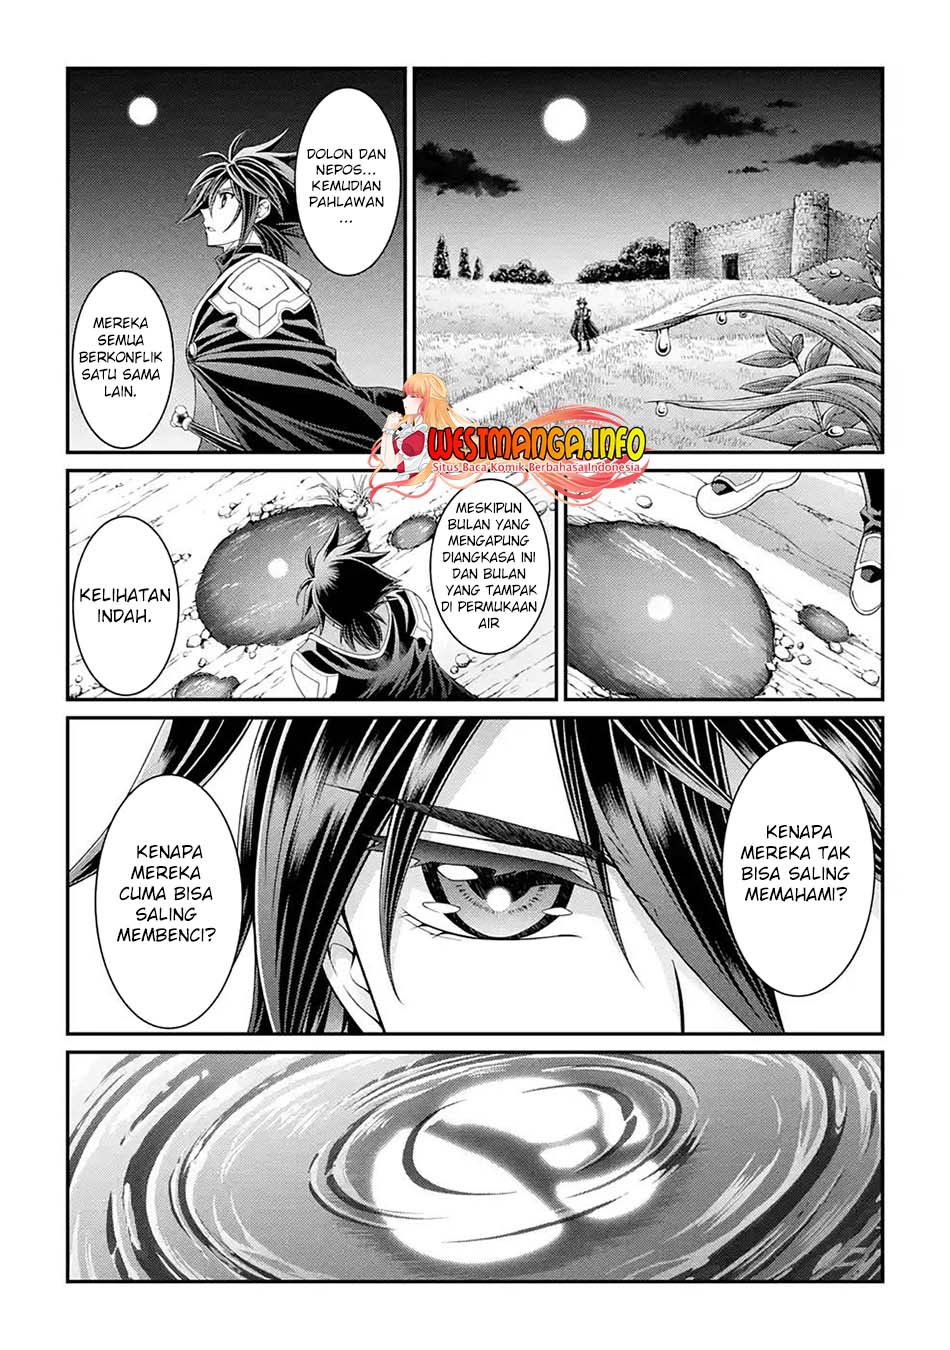 DOLON DAN
NEPOS...
KEMUDIAN
PAHLAWAN
...
MEREKA
SEMUA
BERKONFLIK
SATU SAMA
LAIN.
WESTMANGA.INFO
Situs Baca Komik Berbahasa Indonesia
MESKIPUN
BULAN YANG
MENGAPUNG
DIANGKASA INI
DAN BULAN
YANG TAMPAK
DI PERMUKAAN
AIR
KELIHATAN
INDAH.
KENAPA
MEREKA TAK
BISA SALING
MEMAHAMI?
KENAPA
MEREKA
CUMA BISA
SALING
MEMBENCI?